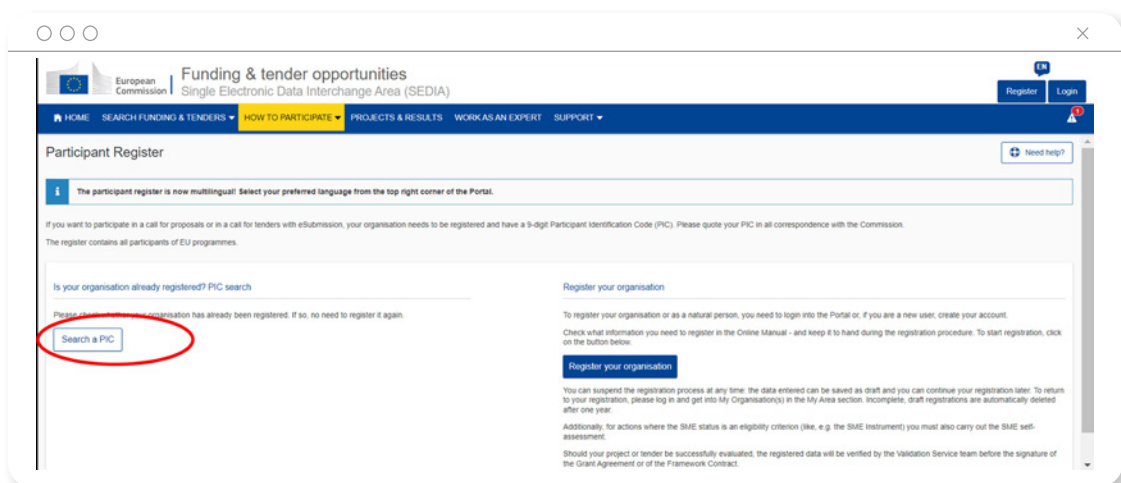 European
Commission
Funding & tender opportunities
Single Electronic Data Interchange Area (SEDIA)
EN
Register
Login
HOME
SEARCH FUNDING & TENDERS
HOW TO PARTICIPATE
PROJECTS & RESULTS
WORK AS AN EXPERT
SUPPORT
1
Participant Register
Need help?
i
The participant register is now multilingual! Select your preferred language from the top right corner of the Portal.
If you want to participate in a call for proposals or in a call for tenders with eSubmission, your organisation needs to be registered and have a 9-digit Participant Identification Code (PIC). Please quote your PIC in all correspondence with the Commission.
The register contains all participants of EU programmes.
Is your organisation already registered? PIC search
Please check whether your organisation has already been registered. If so, no need to register it again.
Search a PIC
Register your organisation
To register your organisation or as a natural person, you need to login into the Portal or, if you are a new user, create your account.
Check what information you need to register in the Online Manual - and keep it to hand during the registration procedure. To start registration, click
on the button below.
Register your organisation
You can suspend the registration process at any time: the data entered can be saved as draft and you can continue your registration later. To return
to your registration, please log in and get into My Organisation(s) in the My Area section. Incomplete, draft registrations are automatically deleted
after one year.
Additionally, for actions where the SME status is an eligibility criterion (like, e.g. the SME Instrument) you must also carry out the SME self-
assessment.
Should your project or tender be successfully evaluated, the registered data will be verified by the Validation Service team before the signature of
the Grant Agreement or of the Framework Contract.